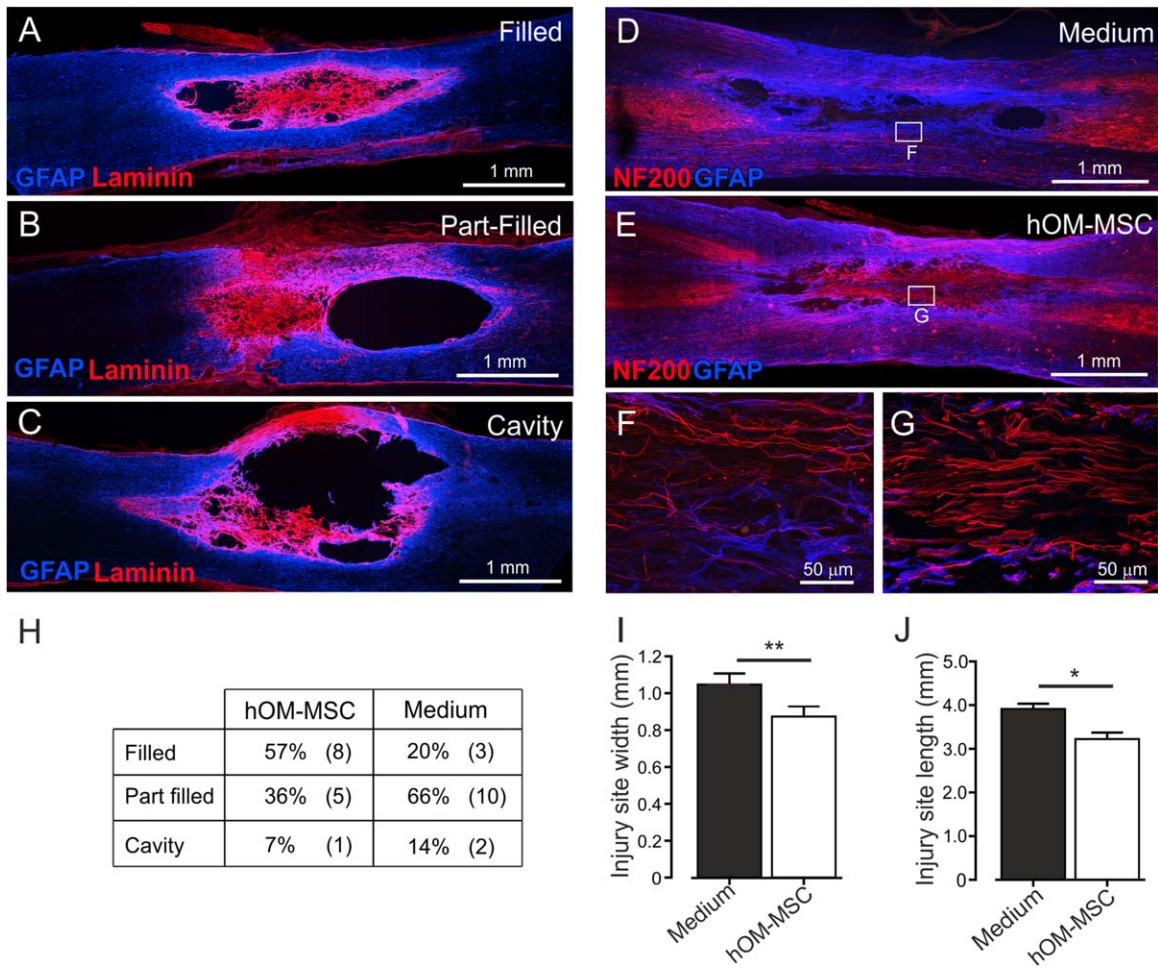 A
Filled
GFAP Laminin
1 mm
B
Part-Filled
GFAP Laminin
1 mm
C
Cavity
GFAP Laminin
1 mm
D
Medium
F
NF200 GFAP
1 mm
E
hOM-MSC
G
NF200 GFAP
1 mm
F
50 μm
G
50 μm
H
hOM-MSC Medium
Filled 57% (8) 20% (3)
Part filled 36% (5) 66% (10)
Cavity 7% (1) 14% (2)
I
Injury site width (mm)
1.2
1.0
0.8
0.6
0.4
0.2
0
**
Medium
hOM-MSC
J
Injury site length (mm)
5.0
4.0
3.0
2.0
1.0
0
*
Medium
hOM-MSC